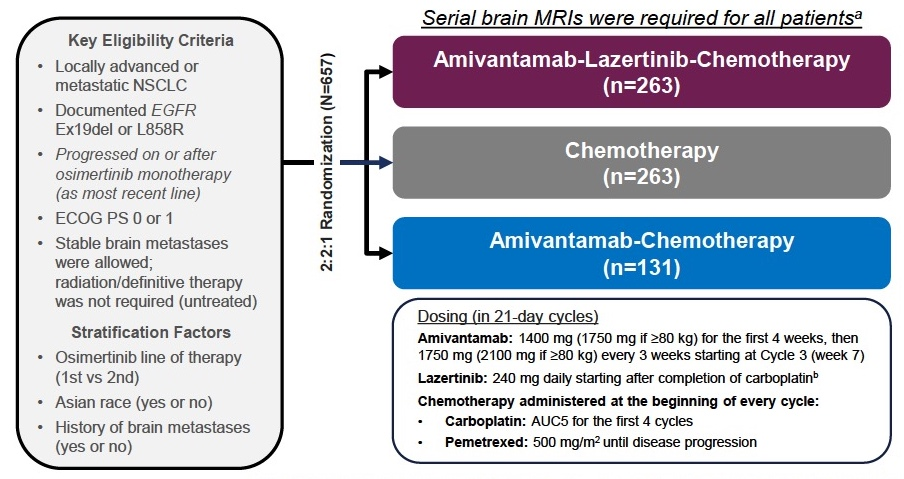 Serial brain MRIs were required for all patientsª
Key Eligibility Criteria
• Locally advanced or
metastatic NSCLC
• Documented EGFR
Ex19del or L858R
• Progressed on or after
osimertinib monotherapy
(as most recent line)
• ECOG PS 0 or 1
• Stable brain metastases
were allowed;
radiation/definitive therapy
was not required (untreated)
Stratification Factors
• Osimertinib line of therapy
(1st vs 2nd)
• Asian race (yes or no)
• History of brain metastases
(yes or no)
2:2:1 Randomization (N=657)
Amivantamab-Lazertinib-Chemotherapy
(n=263)
Chemotherapy
(n=263)
Amivantamab-Chemotherapy
(n=131)
Dosing (in 21-day cycles)
Amivantamab: 1400 mg (1750 mg if ≥80 kg) for the first 4 weeks, then
1750 mg (2100 mg if ≥80 kg) every 3 weeks starting at Cycle 3 (week 7)
Lazertinib: 240 mg daily starting after completion of carboplatinᵇ
Chemotherapy administered at the beginning of every cycle:
• Carboplatin: AUC5 for the first 4 cycles
• Pemetrexed: 500 mg/m² until disease progression